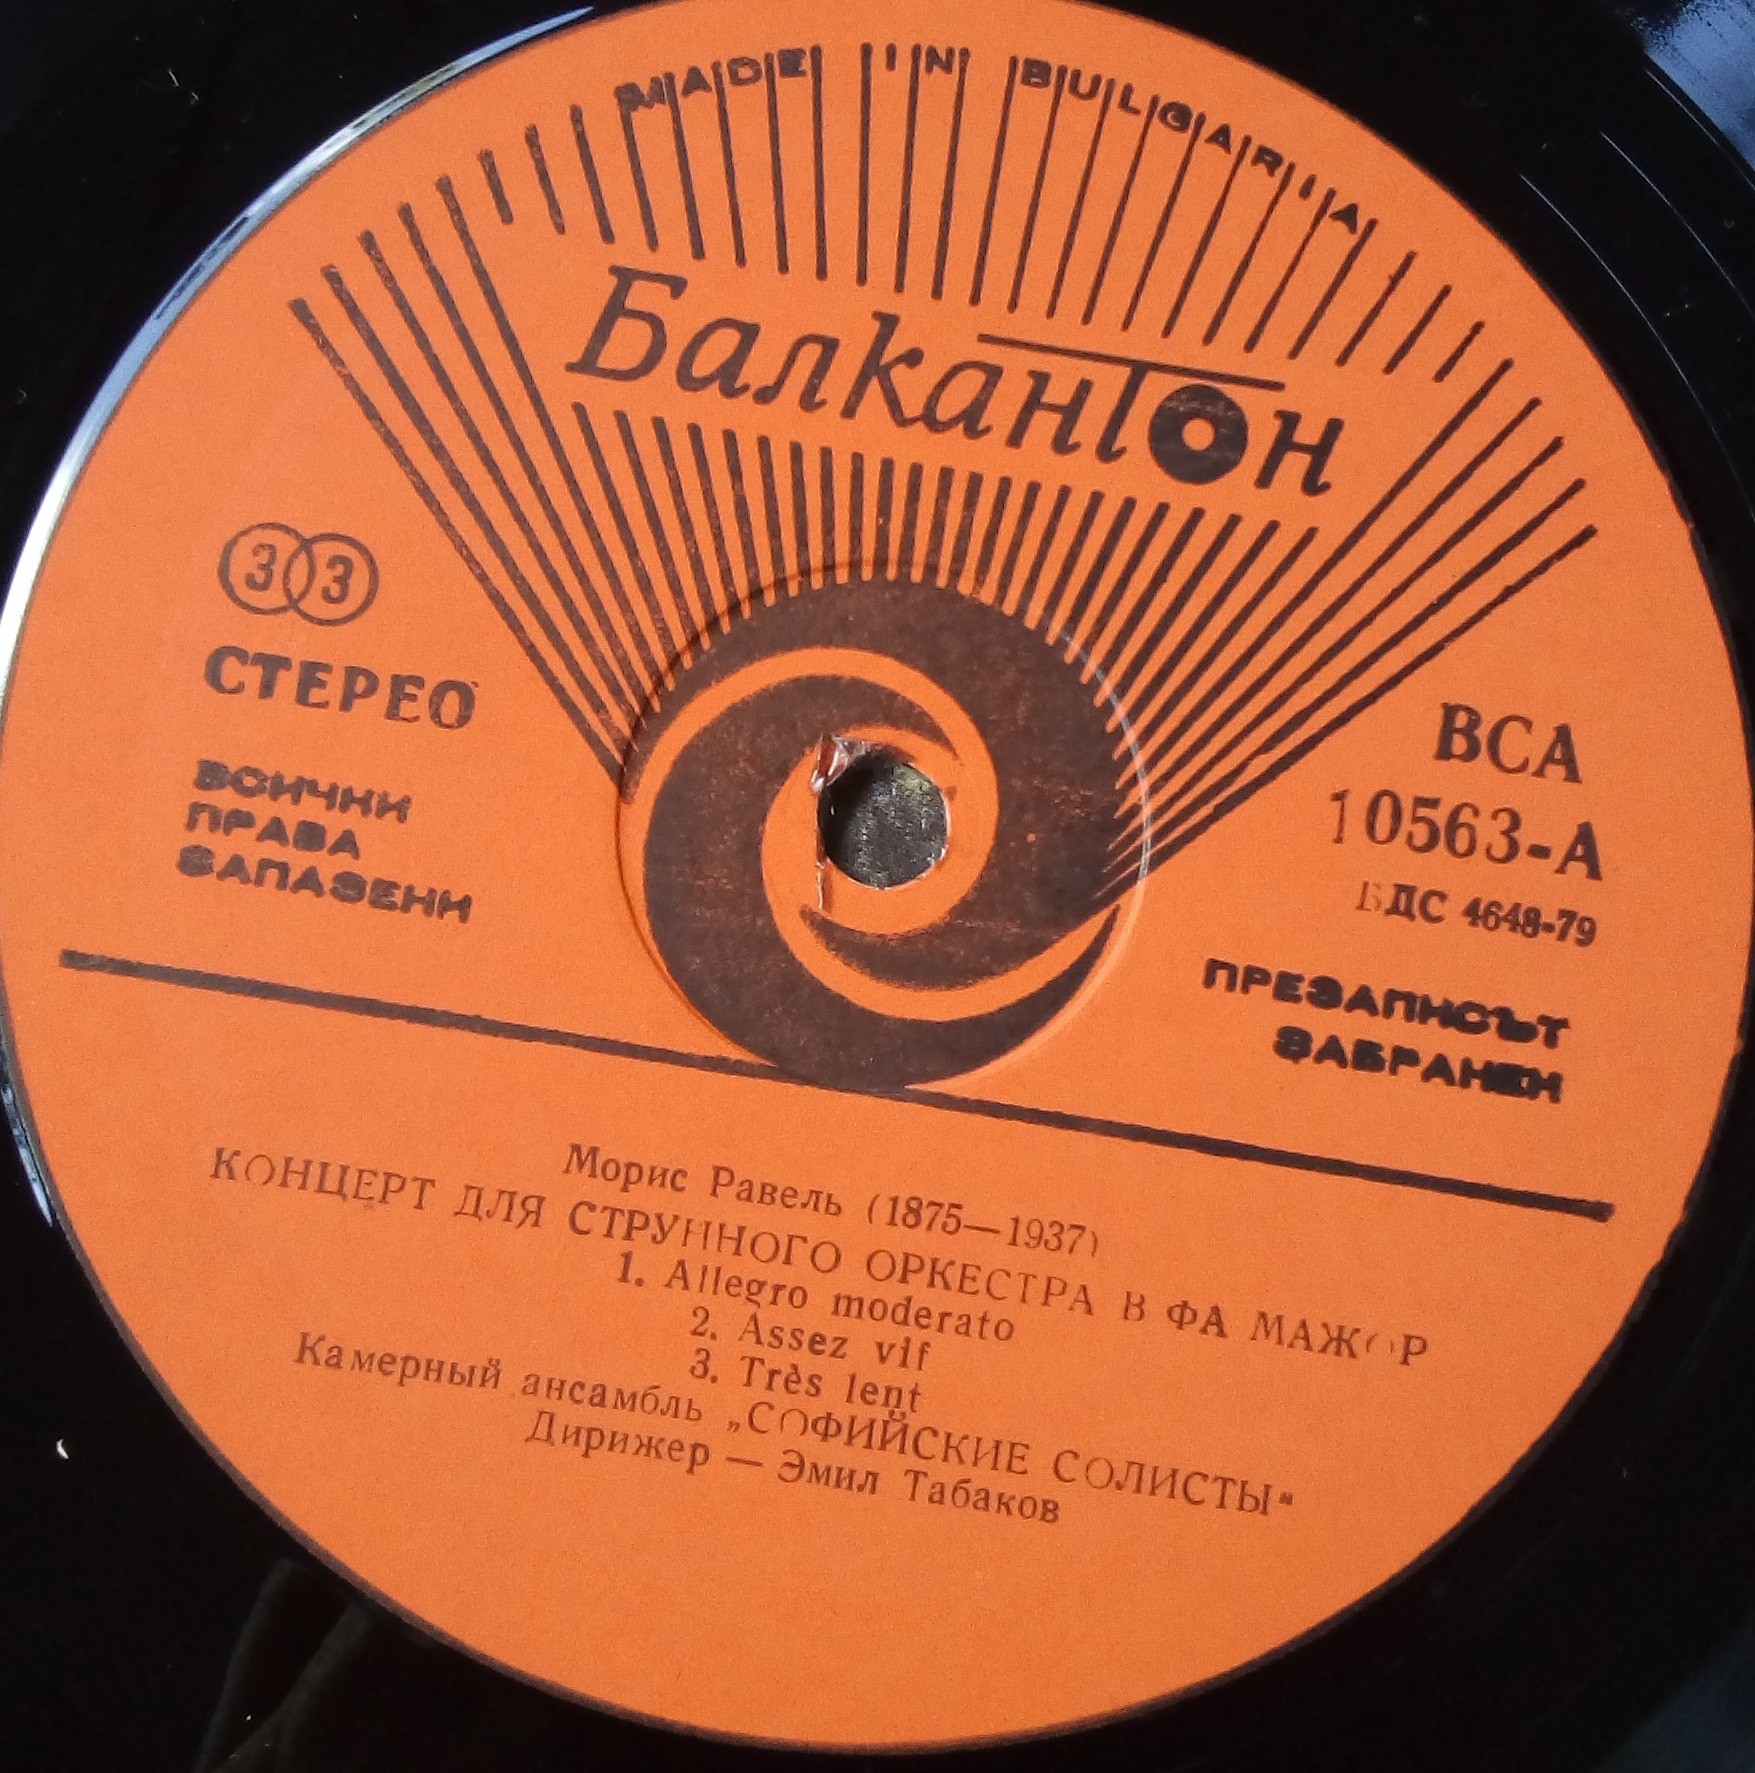 MADE IN BULGARIA
Балкантон
33
СТЕРЕО
ВСИЧКИ
ПРАВА
ЗАПАЗЕНИ
ВСА
10563-А
БДС 4648-79
ПРЕЗАПИСЪТ
ЗАБРАНЕН
Морис Равель (1875—1937)
КОНЦЕРТ ДЛЯ СТРУННОГО ОРКЕСТРА В ФА МАЖОР
1. Allegro moderato
2. Assez vif
3. Très lent
Камерный ансамбль „СОФИЙСКИЕ СОЛИСТЫ“
Дирижер — Эмил Табаков